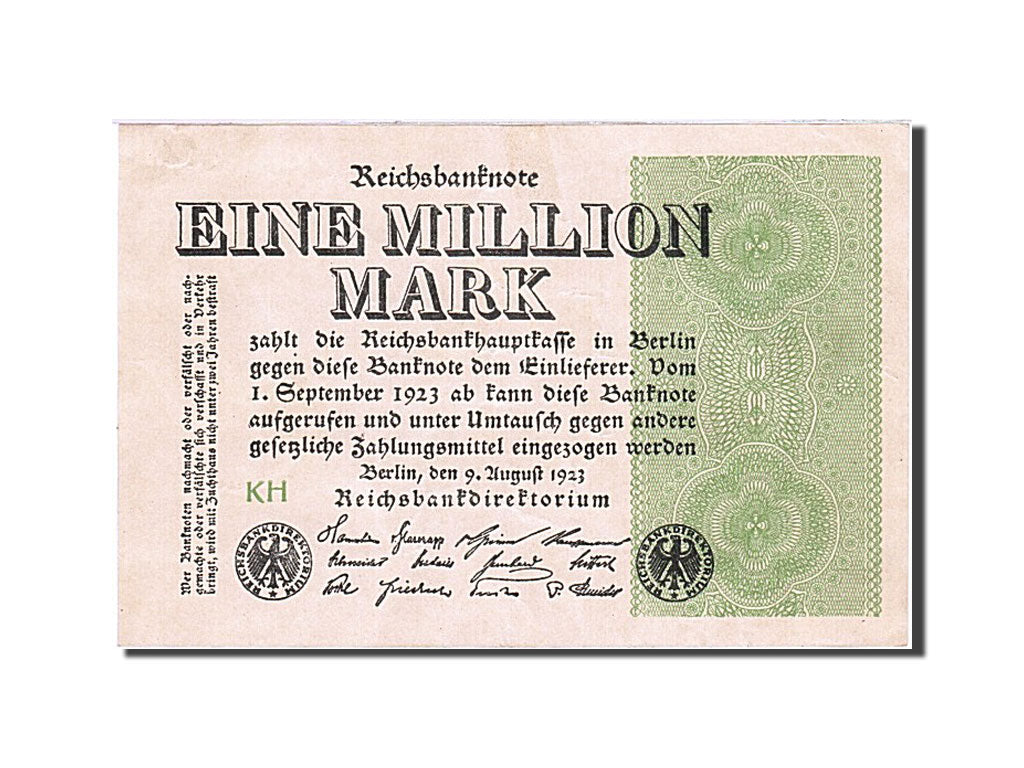 Reichsbanknote
EINE MILLION
MARK
zahlt die Reichsbankhauptkasse in Berlin
gegen diese Banknote dem Einlieferer. Vom
1. September 1923 ab kann diese Banknote
aufgerufen und unter Umtausch gegen andere
gesetzliche Zahlungsmittel eingezogen werden
Berlin, den 9. August 1923
KH
Reichsbankdirektorium
REICHSBANKDIREKTORIUM
REICHSBANKDIREKTORIUM
Wer Banknoten nachmacht oder verfälscht oder nach-
gemachte oder verfälschte sich verschafft und in Verkehr
bringt, wird mit Zuchthaus nicht unter zwei Jahren bestraft